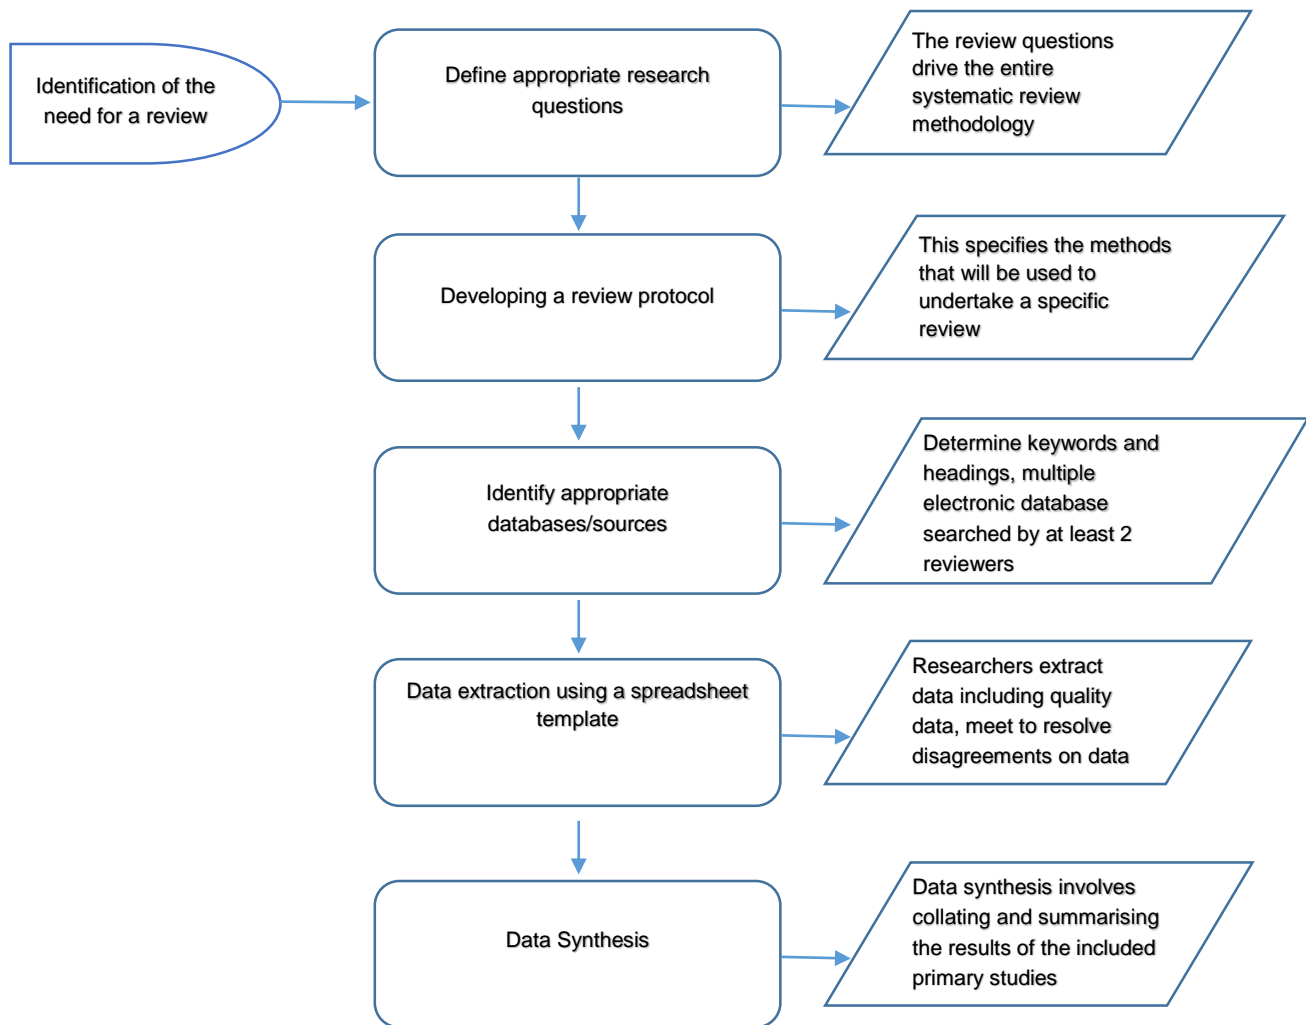 Identification of the
need for a review
Define appropriate research
questions
The review questions
drive the entire
systematic review
methodology
Developing a review protocol
This specifies the methods
that will be used to
undertake a specific
review
Identify appropriate
databases/sources
Determine keywords and
headings, multiple
electronic database
searched by at least 2
reviewers
Data extraction using a spreadsheet
template
Researchers extract
data including quality
data, meet to resolve
disagreements on data
Data Synthesis
Data synthesis involves
collating and summarising
the results of the included
primary studies